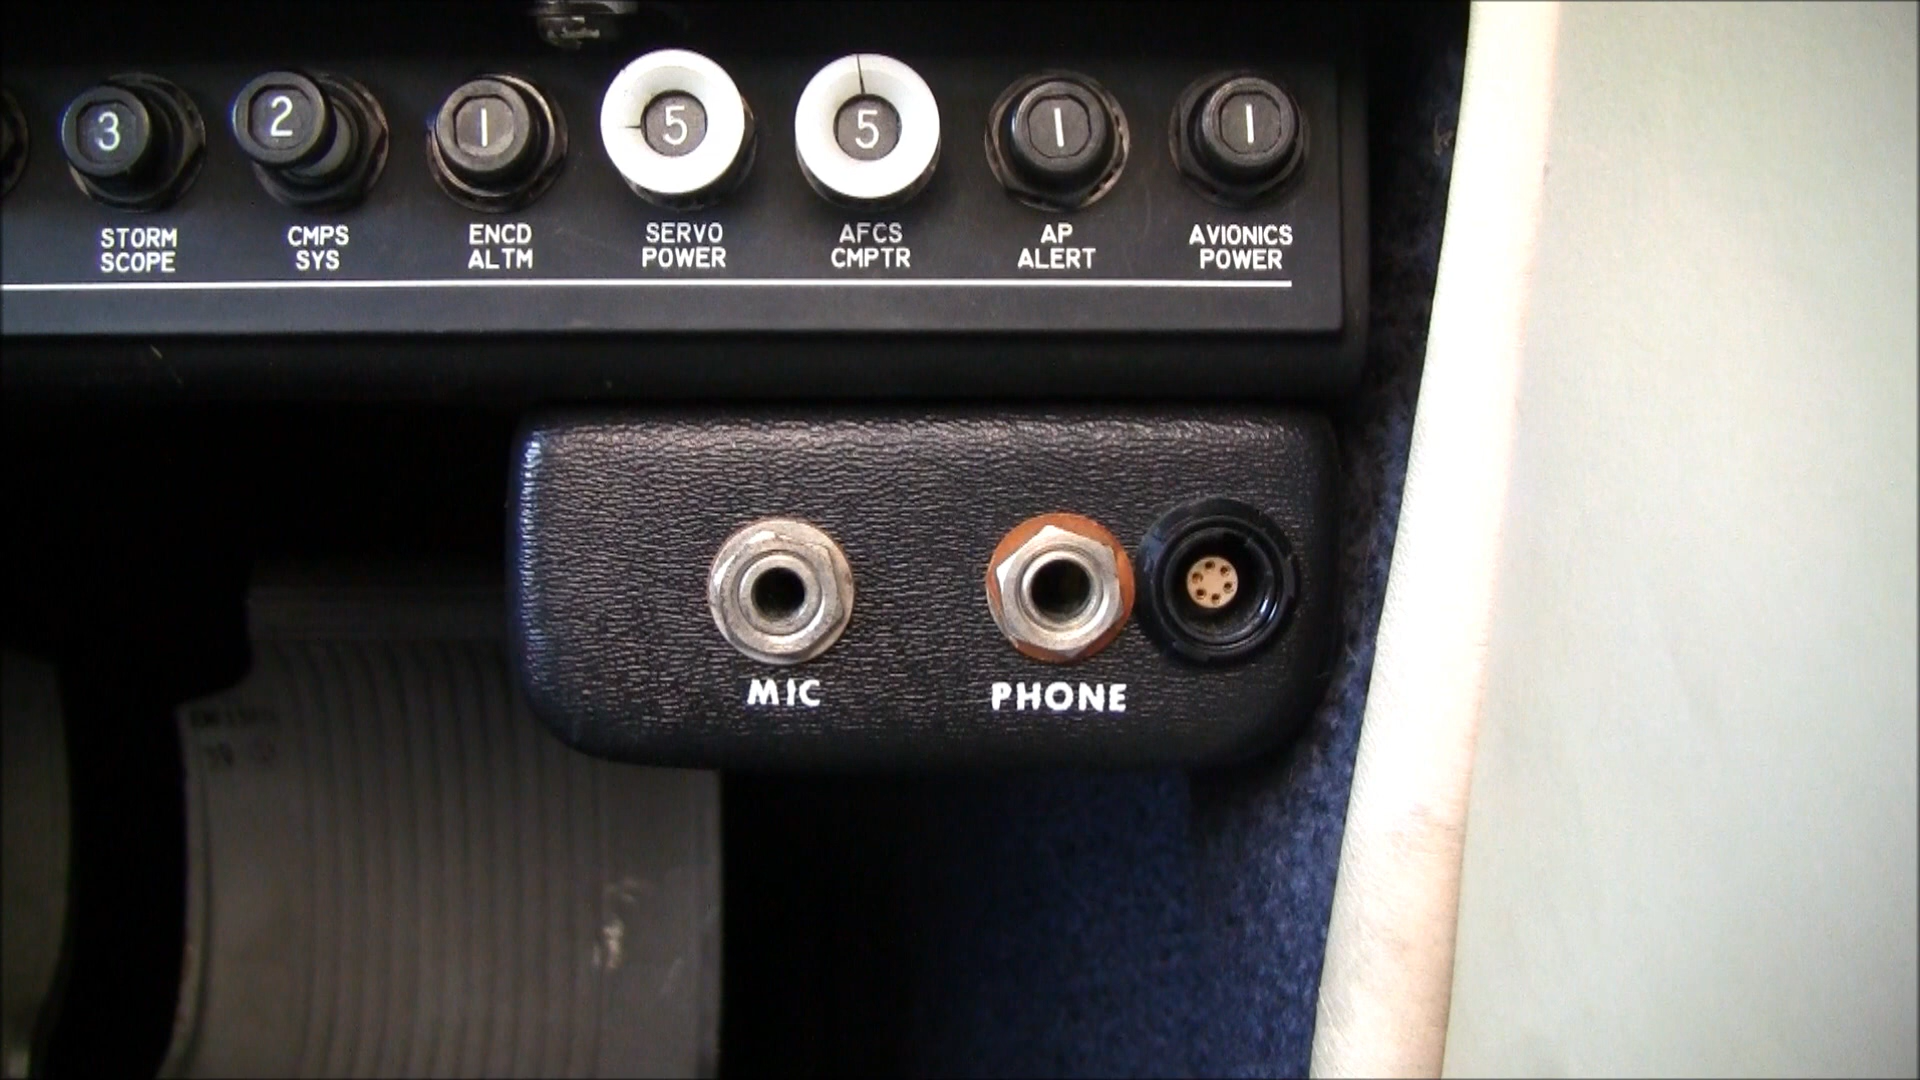 3 2 1 5 5 1 1
STORM CMPS ENCD SERVO AFCS AP AVIONICS
SCOPE SYS ALTM POWER CMPTR ALERT POWER
MIC PHONE